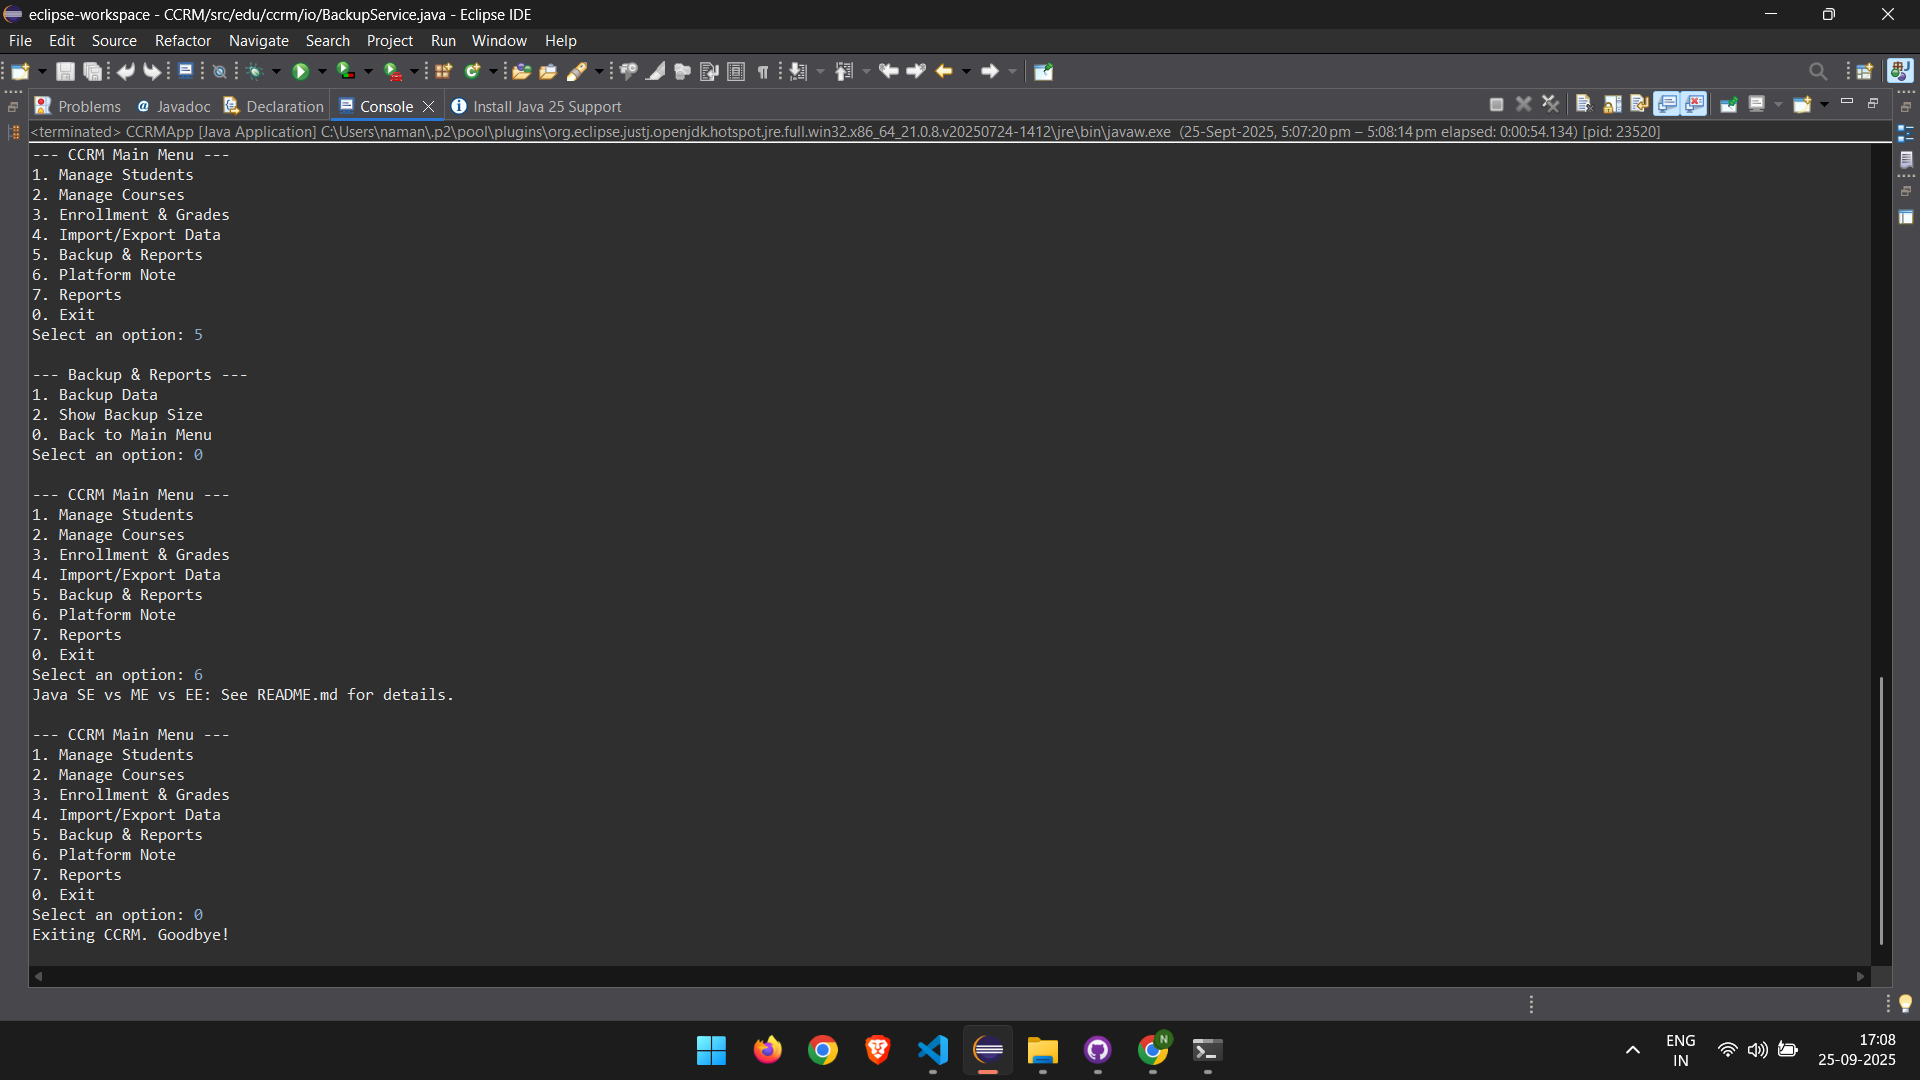 eclipse-workspace - CCRM/src/edu/ccrm/io/BackupService.java - Eclipse IDE
File Edit Source Refactor Navigate Search Project Run Window Help
Problems Javadoc Declaration Console Install Java 25 Support
<terminated> CCRMApp [Java Application] C:\Users\naman\.p2\pool\plugins\org.eclipse.justj.openjdk.hotspot.jre.full.win32.x86_64_21.0.8.v20250724-1412\jre\bin\javaw.exe (25-Sept-2025, 5:07:20 pm – 5:08:14 pm elapsed: 0:00:54.134) [pid: 23520]
--- CCRM Main Menu ---
1. Manage Students
2. Manage Courses
3. Enrollment & Grades
4. Import/Export Data
5. Backup & Reports
6. Platform Note
7. Reports
0. Exit
Select an option: 5
--- Backup & Reports ---
1. Backup Data
2. Show Backup Size
0. Back to Main Menu
Select an option: 0
--- CCRM Main Menu ---
1. Manage Students
2. Manage Courses
3. Enrollment & Grades
4. Import/Export Data
5. Backup & Reports
6. Platform Note
7. Reports
0. Exit
Select an option: 6
Java SE vs ME vs EE: See README.md for details.
--- CCRM Main Menu ---
1. Manage Students
2. Manage Courses
3. Enrollment & Grades
4. Import/Export Data
5. Backup & Reports
6. Platform Note
7. Reports
0. Exit
Select an option: 0
Exiting CCRM. Goodbye!
N
ENG
IN
17:08
25-09-2025